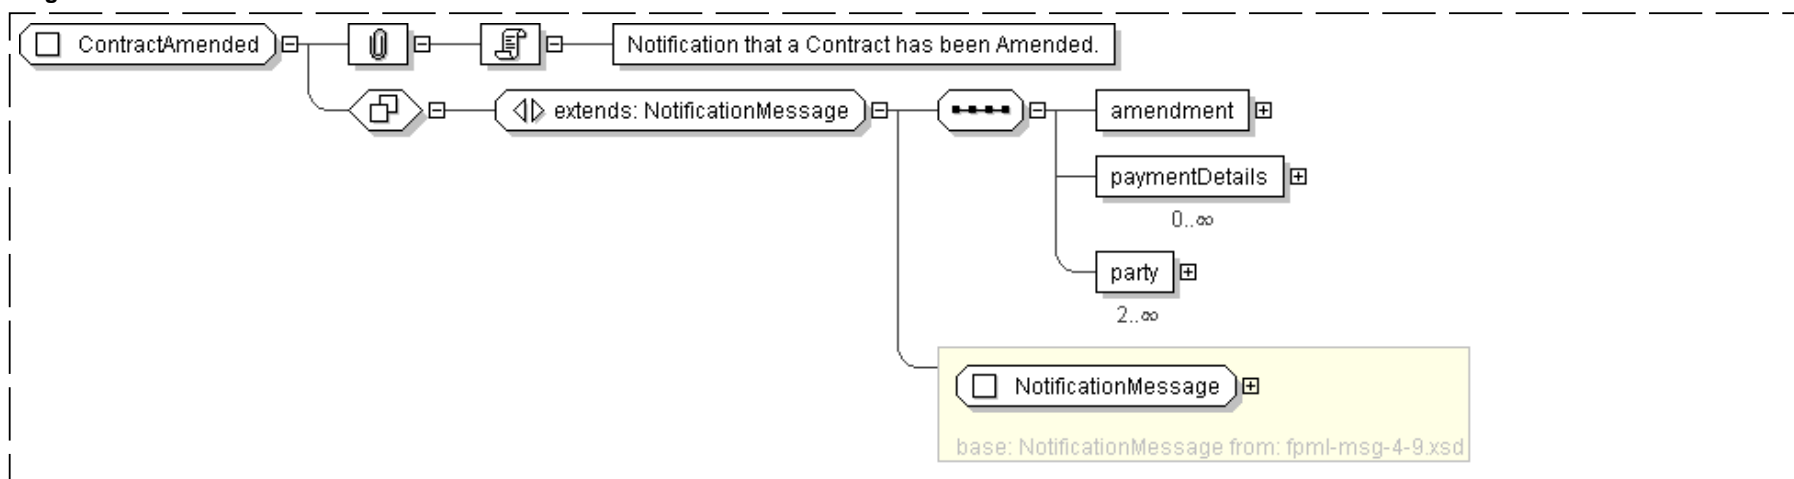 ContractAmended
Notification that a Contract has been Amended.
extends: NotificationMessage
amendment
paymentDetails
0..∞
party
2..∞
NotificationMessage
base: NotificationMessage from: fpml-msg-4-9.xsd